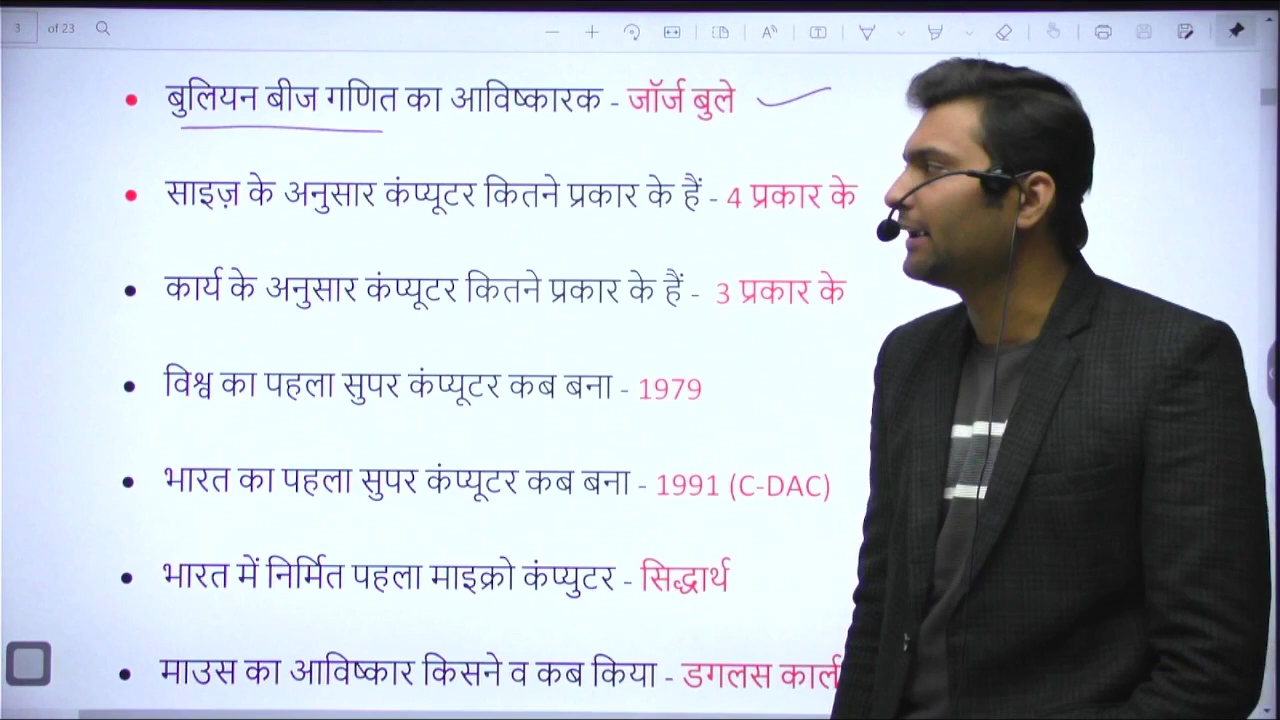 3 of 23
बुलियन बीज गणित का आविष्कारक - जॉर्ज बुले
साइज़ के अनुसार कंप्यूटर कितने प्रकार के हैं - 4 प्रकार के
कार्य के अनुसार कंप्यूटर कितने प्रकार के हैं - 3 प्रकार के
विश्व का पहला सुपर कंप्यूटर कब बना - 1979
भारत का पहला सुपर कंप्यूटर कब बना - 1991 (C-DAC)
भारत में निर्मित पहला माइक्रो कंप्युटर - सिद्धार्थ
माउस का आविष्कार किसने व कब किया - डगलस कार्ल